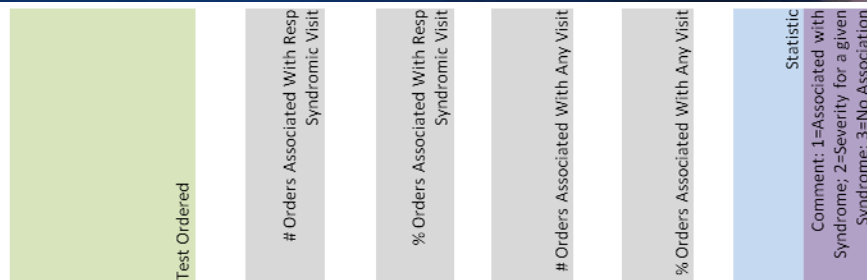 Test Ordered
# Orders Associated With Resp
Syndromic Visit
% Orders Associated With Resp
Syndromic Visit
# Orders Associated With Any Visit
% Orders Associated With Any Visit
Statistic
Comment: 1=Associated with
Syndrome; 2=Severity for a given
Syndrome; 3=No Association